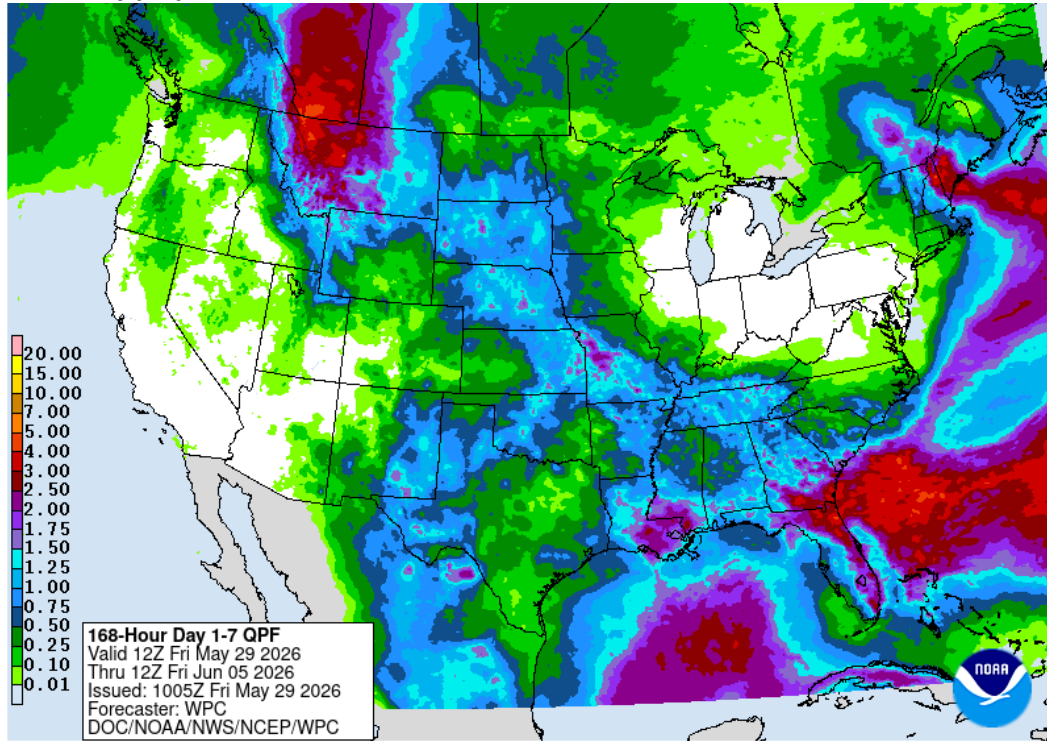 20.00
15.00
10.00
7.00
5.00
4.00
3.00
2.50
2.00
1.75
1.50
1.25
1.00
0.75
0.50
0.25
0.10
0.01
168-Hour Day 1-7 QPF
Valid 12Z Fri May 29 2026
Thru 12Z Fri Jun 05 2026
Issued: 1005Z Fri May 29 2026
Forecaster: WPC
DOC/NOAA/NWS/NCEP/WPC
NOAA